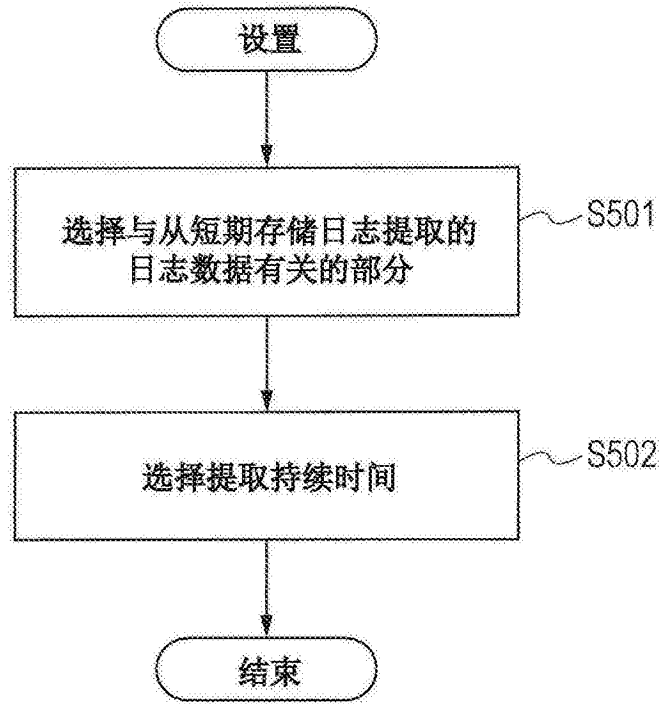 设置
选择与从短期存储日志提取的
日志数据有关的部分
S501
选择提取持续时间
S502
结束